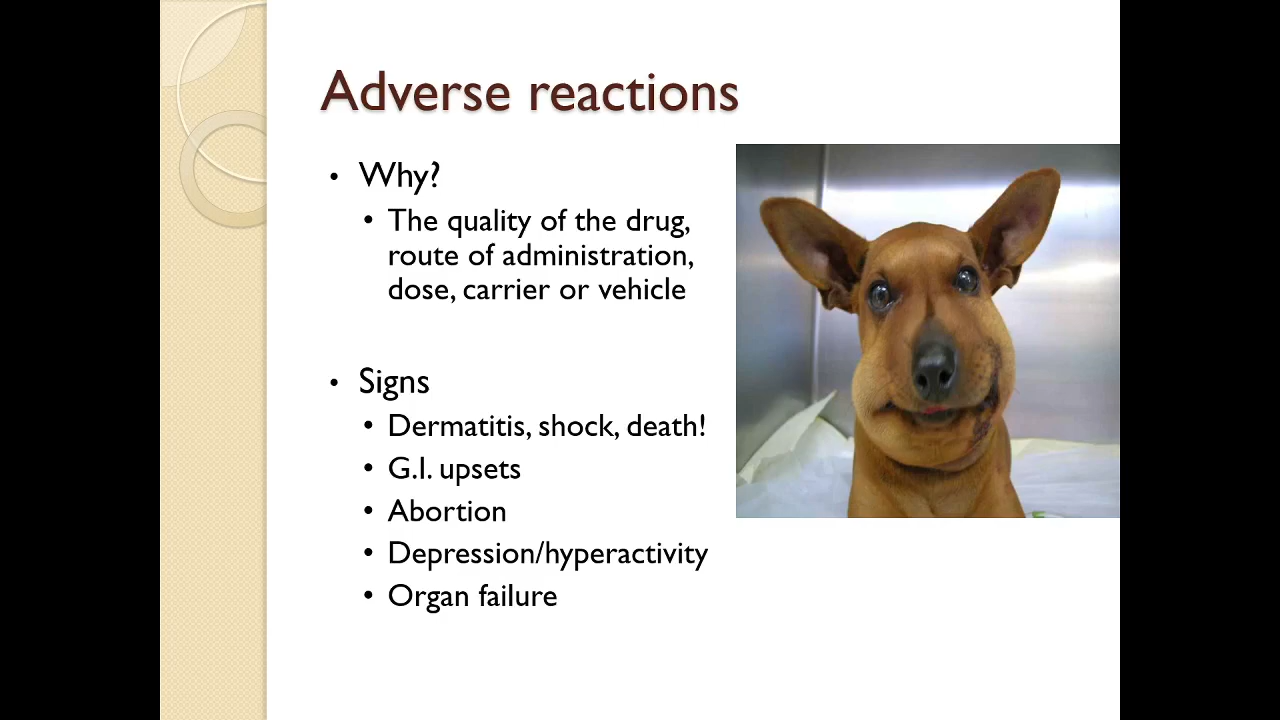 Adverse reactions
• Why?
• The quality of the drug,
route of administration,
dose, carrier or vehicle
• Signs
• Dermatitis, shock, death!
• G.I. upsets
• Abortion
• Depression/hyperactivity
• Organ failure